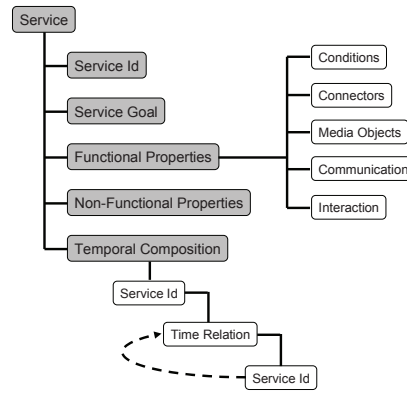 Service
Service Id
Service Goal
Functional Properties
Non-Functional Properties
Temporal Composition
Conditions
Connectors
Media Objects
Communication
Interaction
Service Id
Time Relation
Service Id